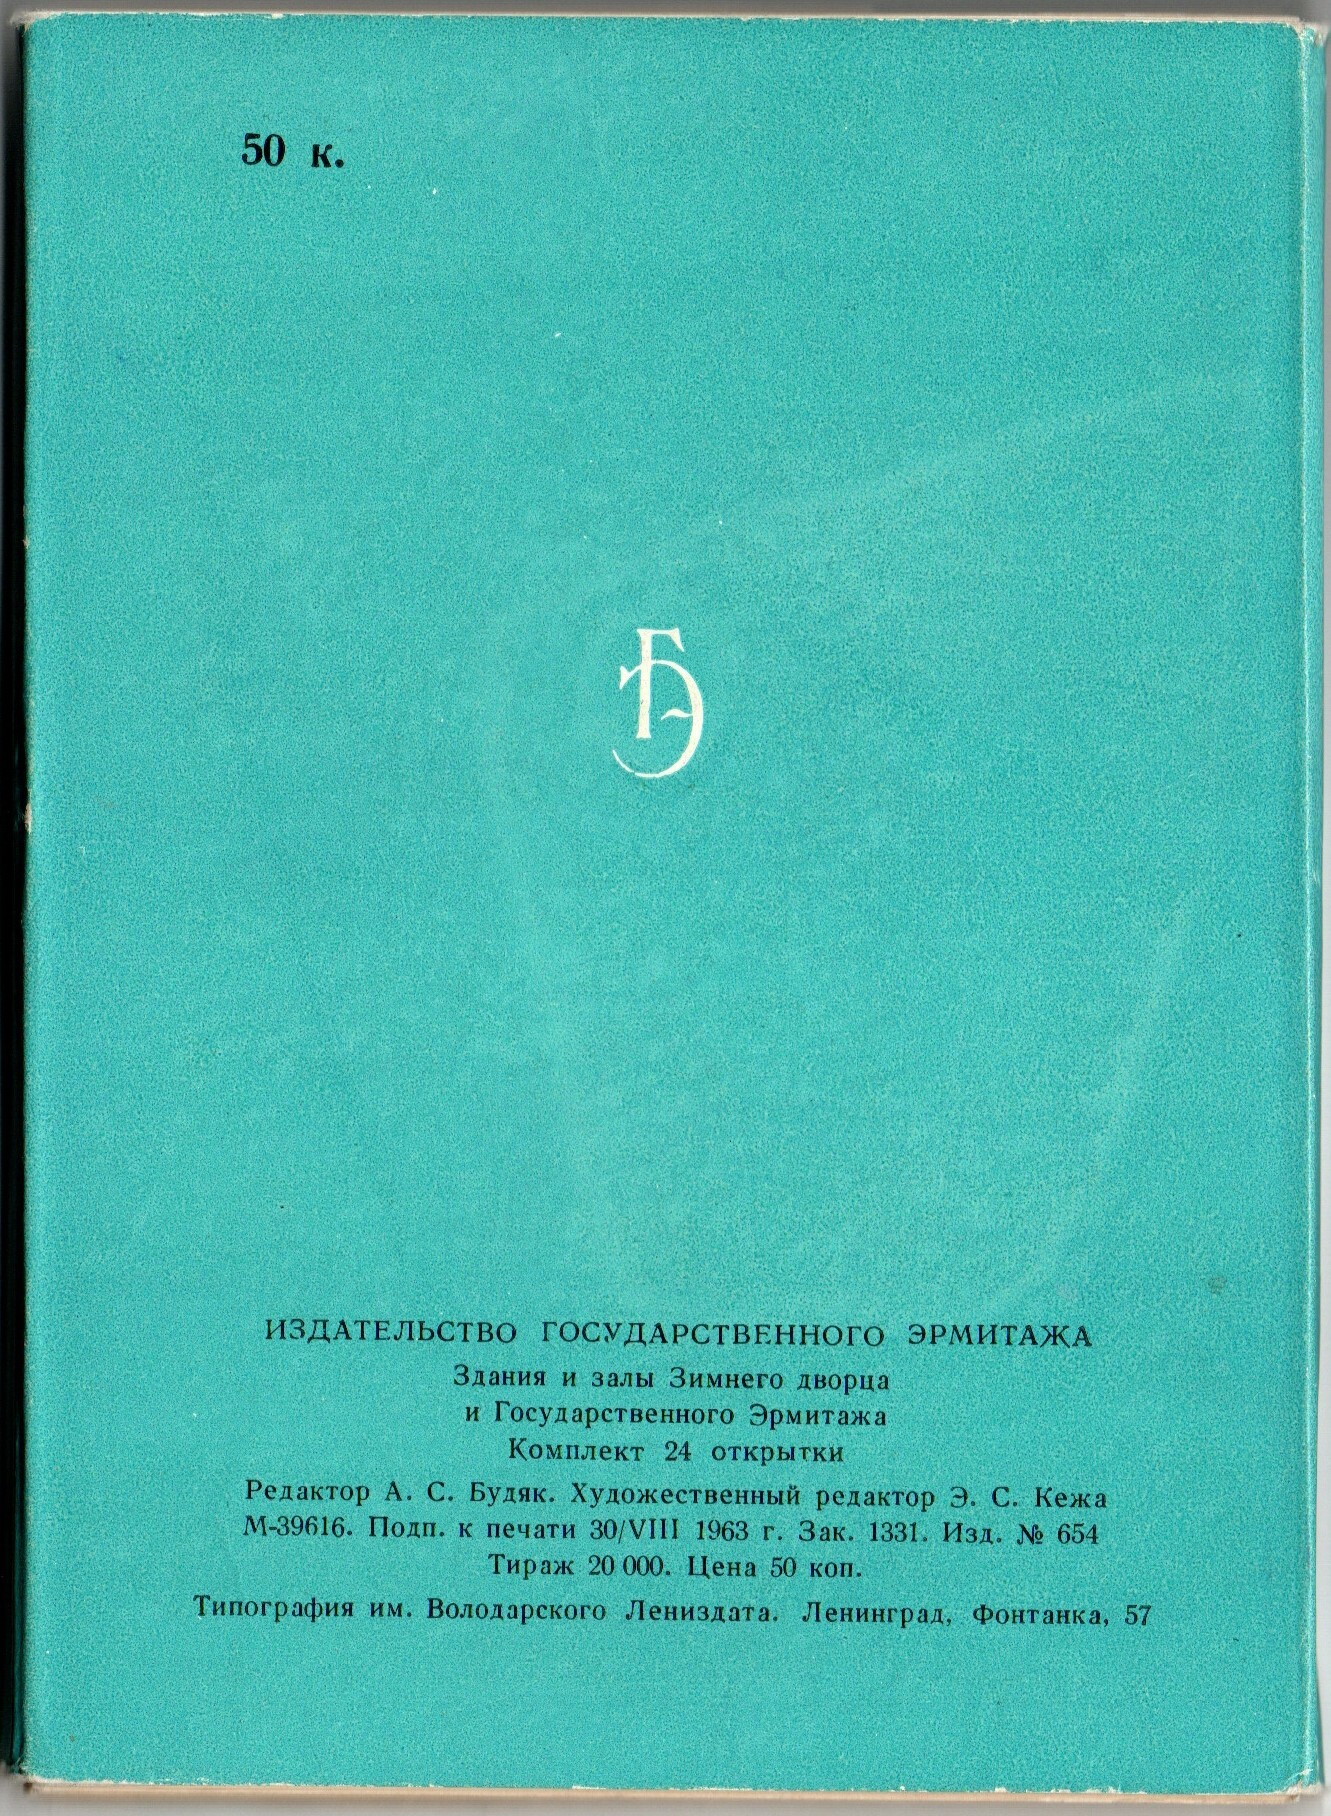 50 к.
ГЭ
ИЗДАТЕЛЬСТВО ГОСУДАРСТВЕННОГО ЭРМИТАЖА
Здания и залы Зимнего дворца
и Государственного Эрмитажа
Комплект 24 открытки
Редактор А. С. Будяк. Художественный редактор Э. С. Кежа
М-39616. Подп. к печати 30/VIII 1963 г. Зак. 1331. Изд. № 654
Тираж 20 000. Цена 50 коп.
Типография им. Володарского Лениздата. Ленинград, Фонтанка, 57